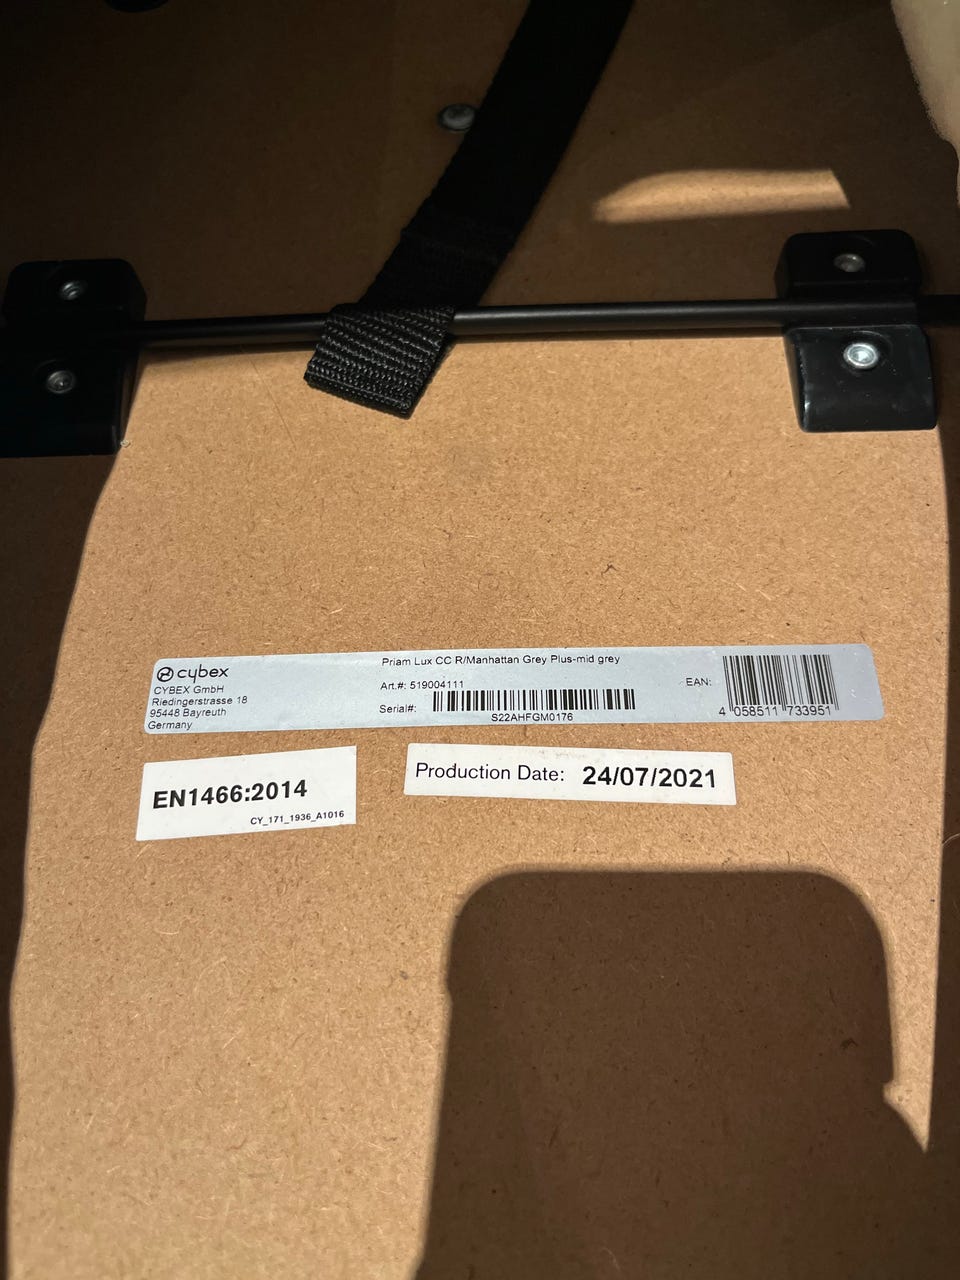 cybex
CYBEX GmbH
Riedingerstrasse 18
95448 Bayreuth
Germany
Priam Lux CC R/Manhattan Grey Plus-mid grey
Art.#: 519004111
Serial#:
S22AHFGM0176
EAN:
4 058511 733951
EN1466:2014
CY_171_1936_A1016
Production Date: 24/07/2021